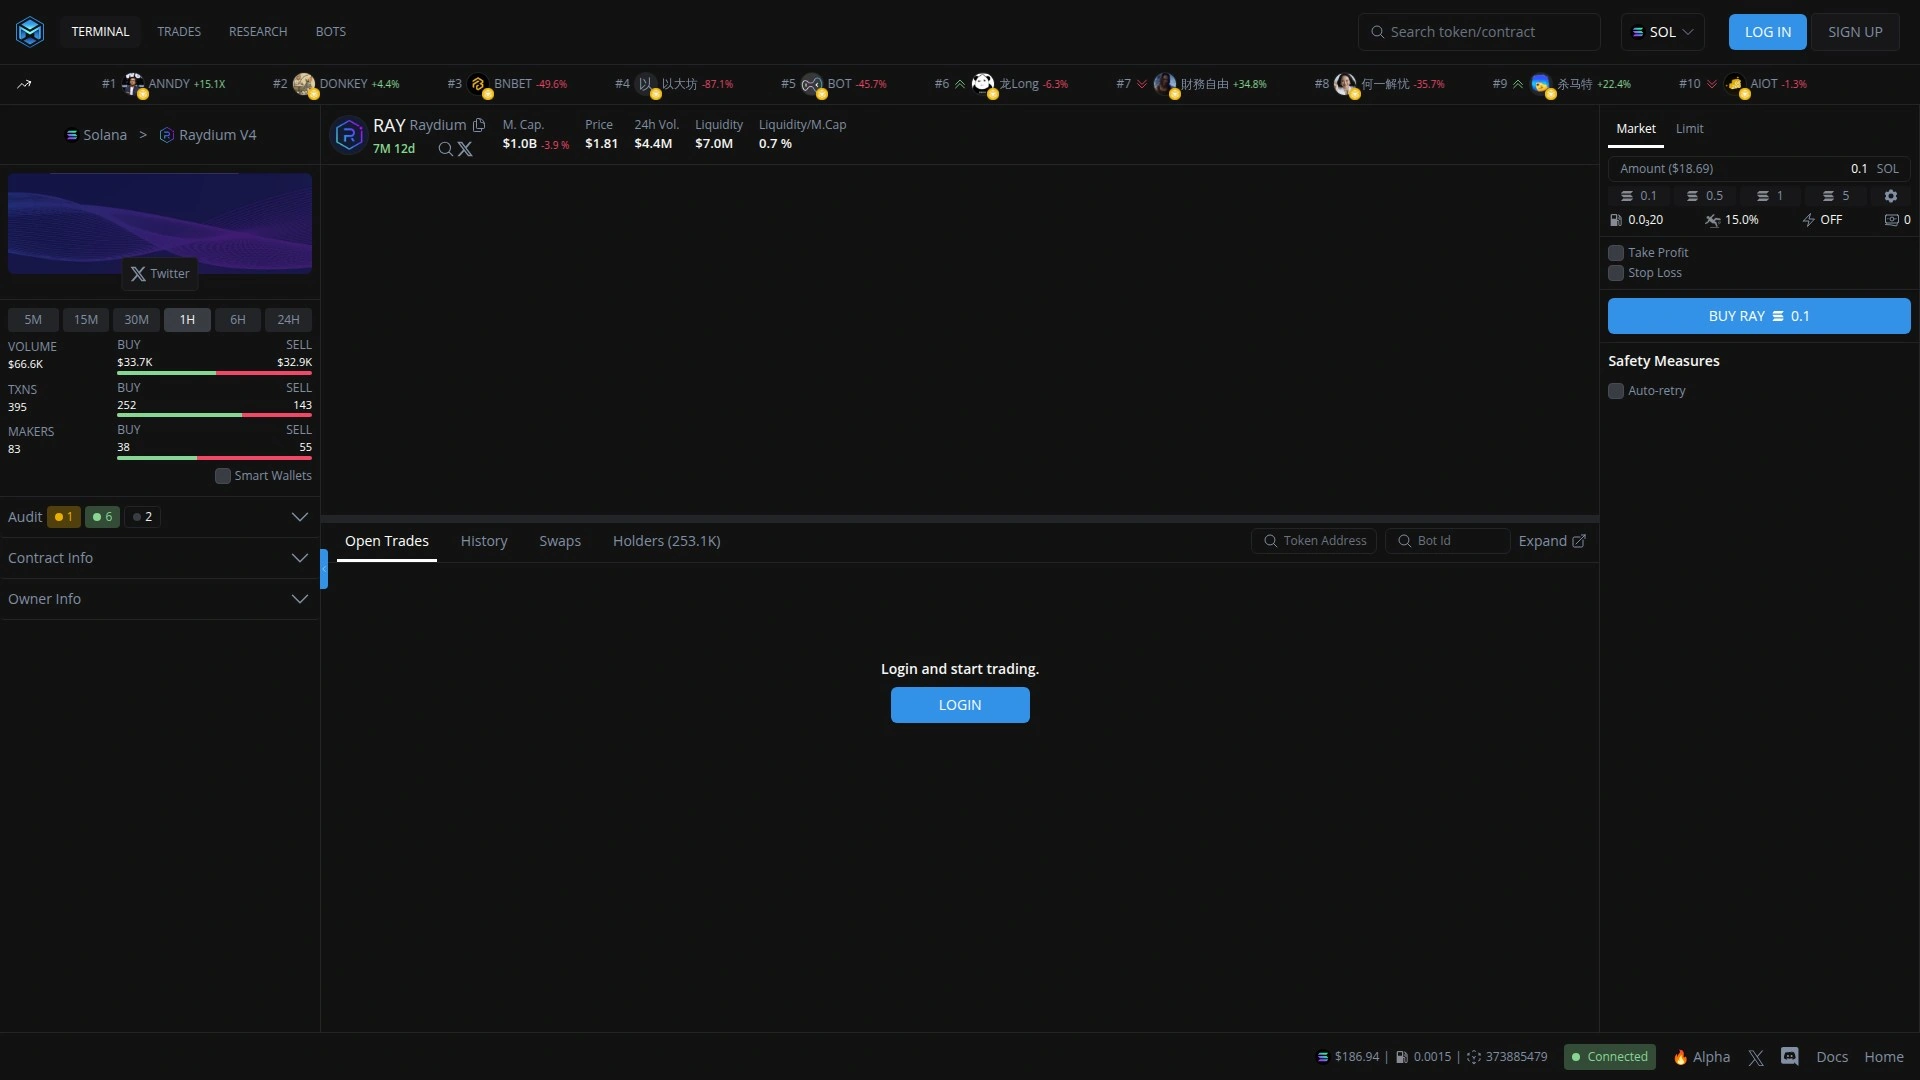 TERMINAL TRADES RESEARCH BOTS Search token/contract SOL LOG IN SIGN UP
#1 ANNDY +15.1X #2 DONKEY +4.4% #3 BNBET -49.6% #4 以 以大坊 -87.1% #5 BOT -45.7% #6 龙Long -6.3% #7 財務自由 +34.8% #8 何一解忧 -35.7% #9 杀马特 +22.4% #10 AIOT -1.3%
Solana > Raydium V4
Twitter
5M 15M 30M 1H 6H 24H
VOLUME BUY SELL
$66.6K $33.7K $32.9K
TXNS BUY SELL
395 252 143
MAKERS BUY SELL
83 38 55
Smart Wallets
Audit 1 6 2
Contract Info
Owner Info
RAY Raydium M. Cap. Price 24h Vol. Liquidity Liquidity/M.Cap
7M 12d $1.0B -3.9 % $1.81 $4.4M $7.0M 0.7 %
Open Trades History Swaps Holders (253.1K) Token Address Bot Id Expand
Login and start trading.
LOGIN
Market Limit
Amount ($18.69) 0.1 SOL
0.1 0.5 1 5
0.0₃20 15.0% OFF 0
Take Profit
Stop Loss
BUY RAY 0.1
Safety Measures
Auto-retry
$186.94 | 0.0015 | 373885479 Connected Alpha Docs Home